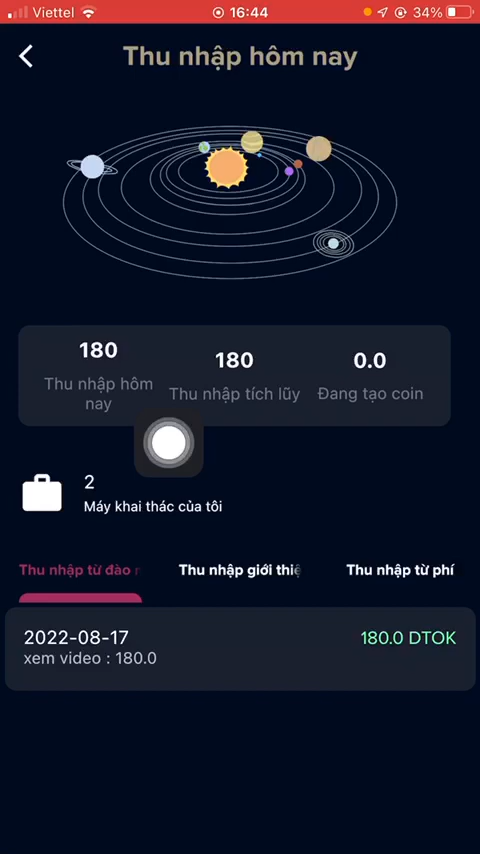 Viettel 16:44 34%
Thu nhập hôm nay
180 180 0.0
Thu nhập hôm nay Thu nhập tích lũy Đang tạo coin
2
Máy khai thác của tôi
Thu nhập từ đào Thu nhập giới thiệ Thu nhập từ phí
2022-08-17 180.0 DTOK
xem video : 180.0